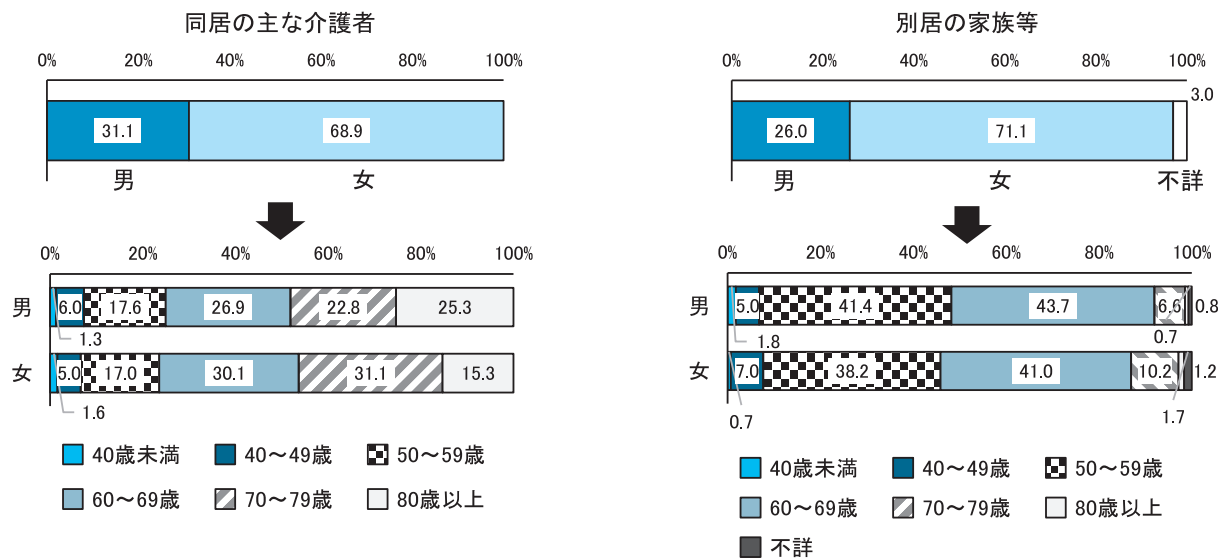 同居の主な介護者
0% 20% 40% 60% 80% 100%
31.1 68.9
男 女
0% 20% 40% 60% 80% 100%
男 6.0 17.6 26.9 22.8 25.3
1.3
女 5.0 17.0 30.1 31.1 15.3
1.6
40歳未満 40～49歳 50～59歳
60～69歳 70～79歳 80歳以上
別居の家族等
0% 20% 40% 60% 80% 100%
3.0
26.0 71.1
男 女 不詳
0% 20% 40% 60% 80% 100%
男 5.0 41.4 43.7 6.6 0.8
1.8 0.7
女 7.0 38.2 41.0 10.2 1.2
0.7 1.7
40歳未満 40～49歳 50～59歳
60～69歳 70～79歳 80歳以上
不詳